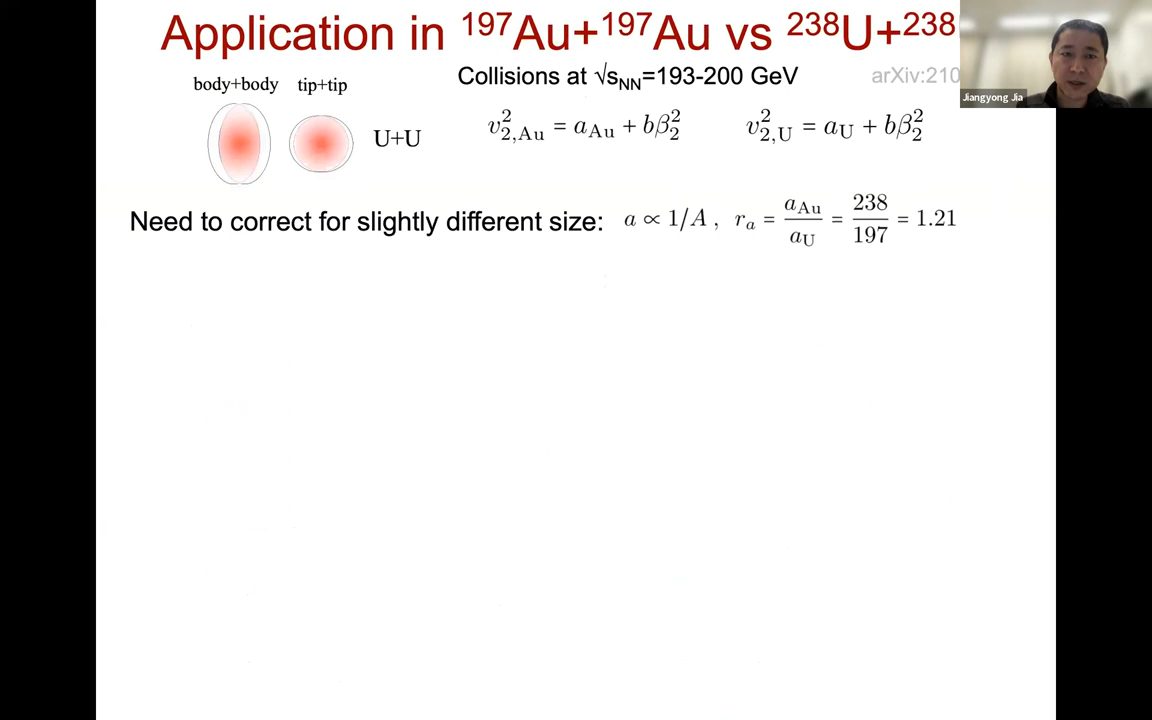 Application in ¹⁹⁷Au+¹⁹⁷Au vs ²³⁸U+²³⁸
body+body tip+tip
Collisions at √sNN=193-200 GeV
arXiv:210
Jiangyong Jia
U+U
v²₂,Au = aAu + bβ₂² v²₂,U = aU + bβ₂²
Need to correct for slightly different size: a ∝ 1/A , rₐ = aAu/aU = 238/197 = 1.21